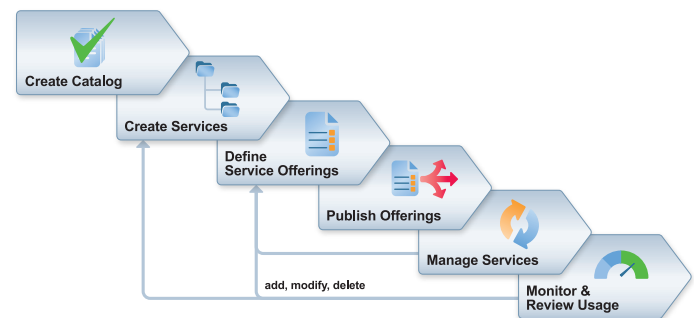 Create Catalog
Create Services
Define
Service Offerings
Publish Offerings
Manage Services
add, modify, delete
Monitor &
Review Usage